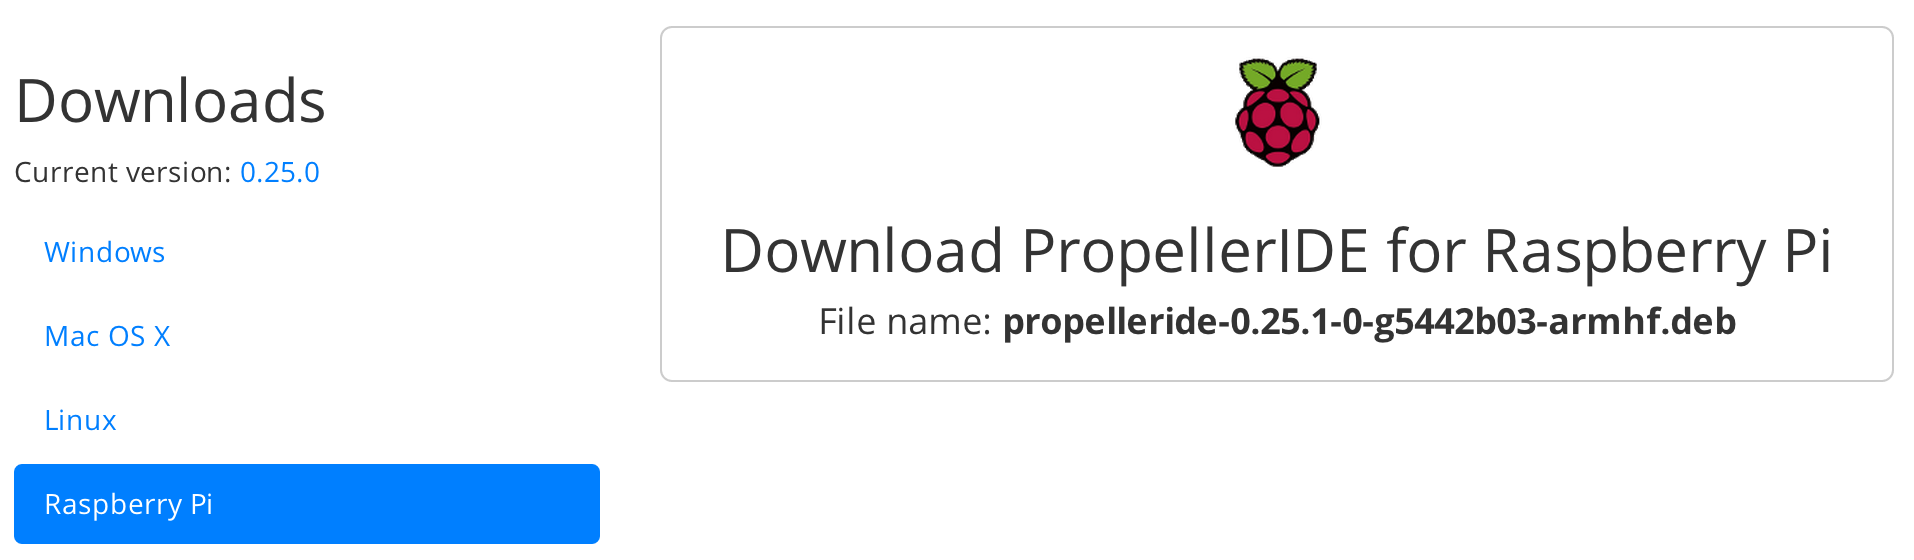 Downloads
Current version: 0.25.0
Windows
Mac OS X
Linux
Raspberry Pi
Download PropellerIDE for Raspberry Pi
File name: propelleride-0.25.1-0-g5442b03-armhf.deb